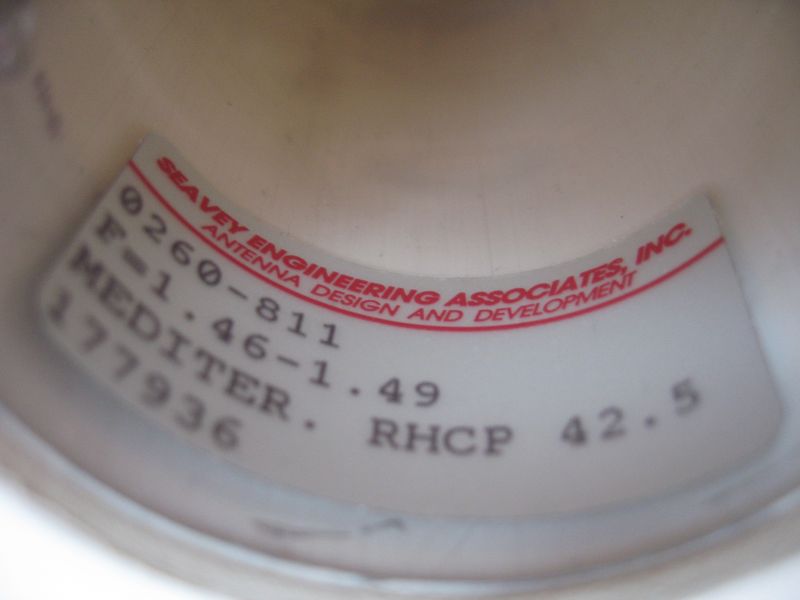 SEAVEY ENGINEERING ASSOCIATES, INC.
ANTENNA DESIGN AND DEVELOPMENT
0260-811
F=1.46-1.49
MEDITER. RHCP 42.5
177936